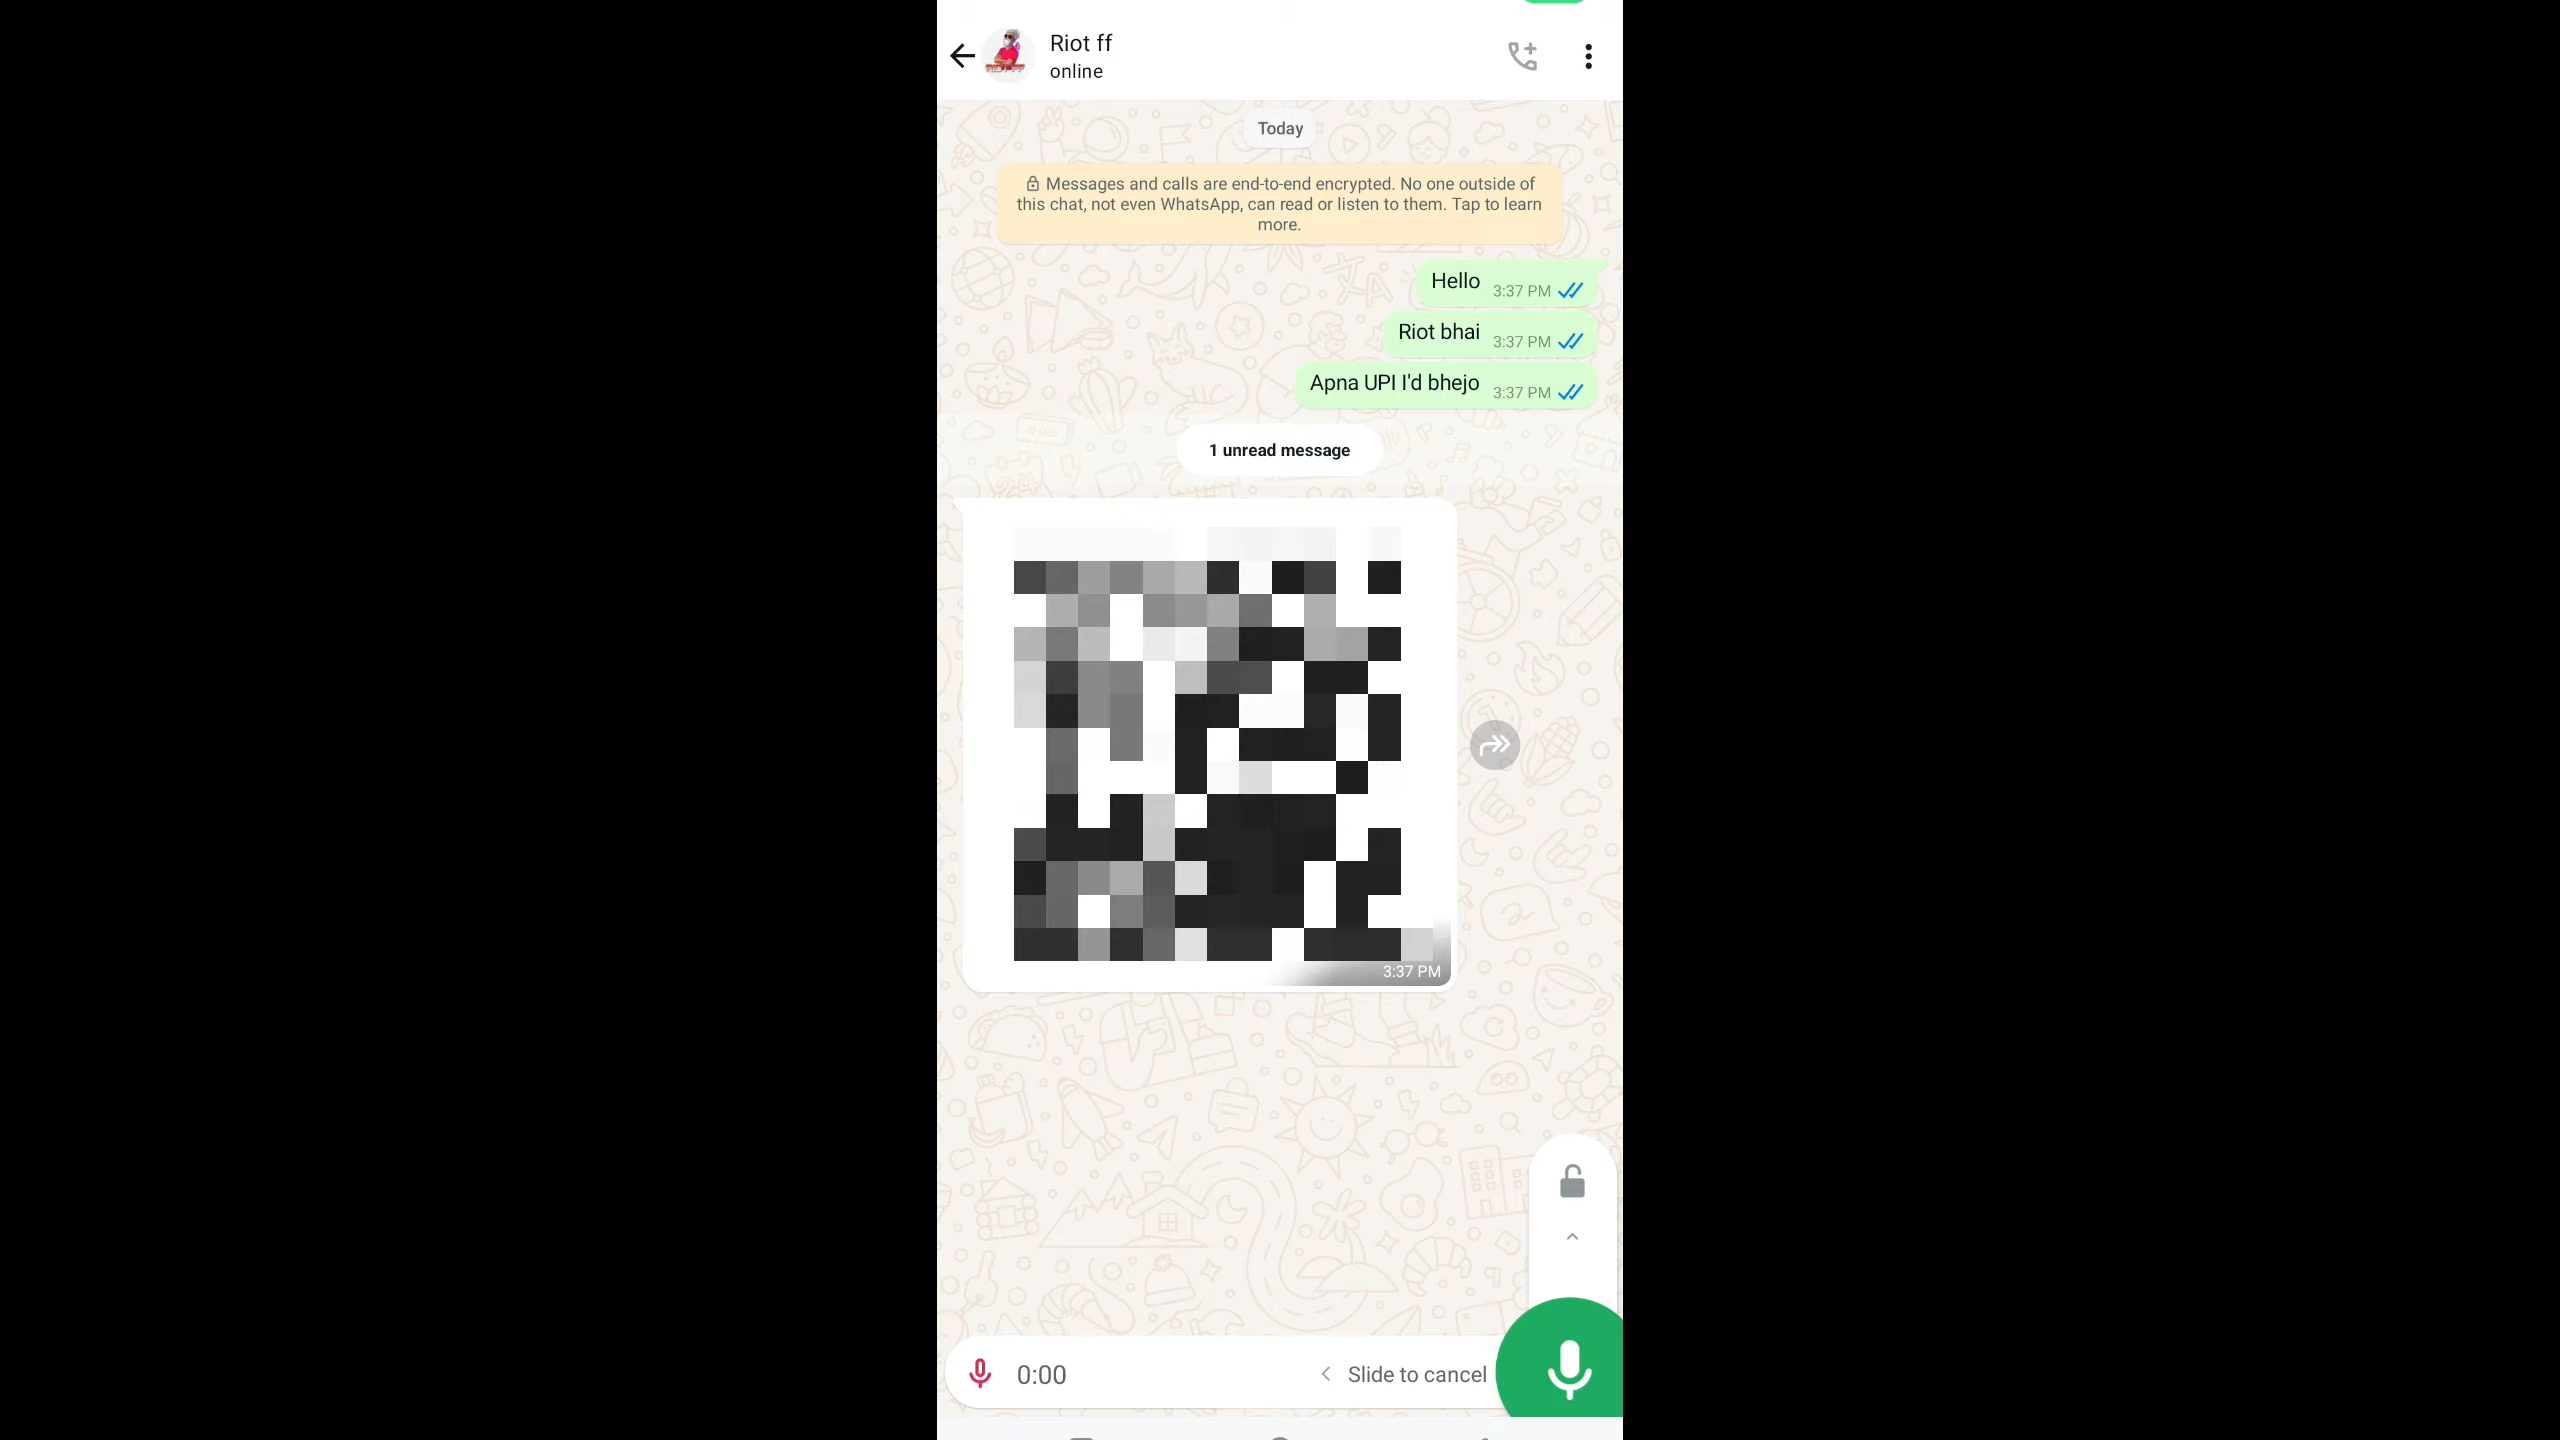 Riot ff
online
Today
Messages and calls are end-to-end encrypted. No one outside of
this chat, not even WhatsApp, can read or listen to them. Tap to learn
more.
Hello 3:37 PM
Riot bhai 3:37 PM
Apna UPI I'd bhejo 3:37 PM
1 unread message
3:37 PM
0:00 Slide to cancel